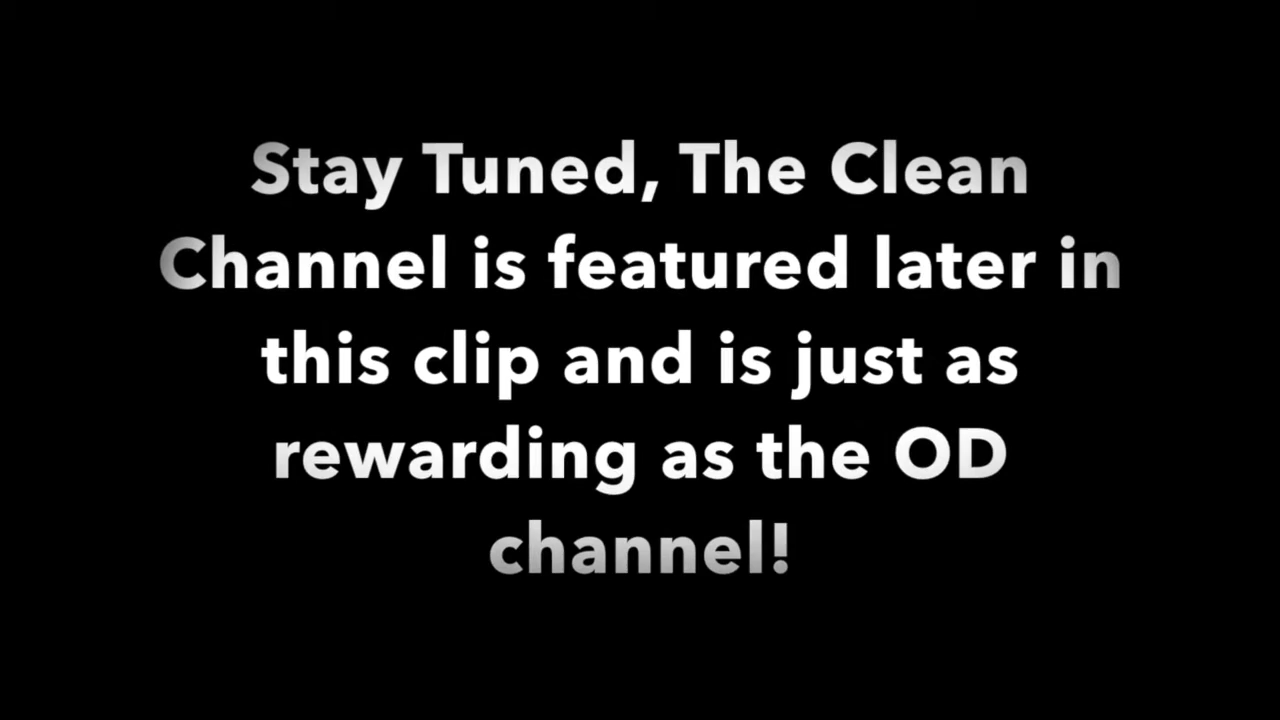 Stay Tuned, The Clean
Channel is featured later in
this clip and is just as
rewarding as the OD
channel!